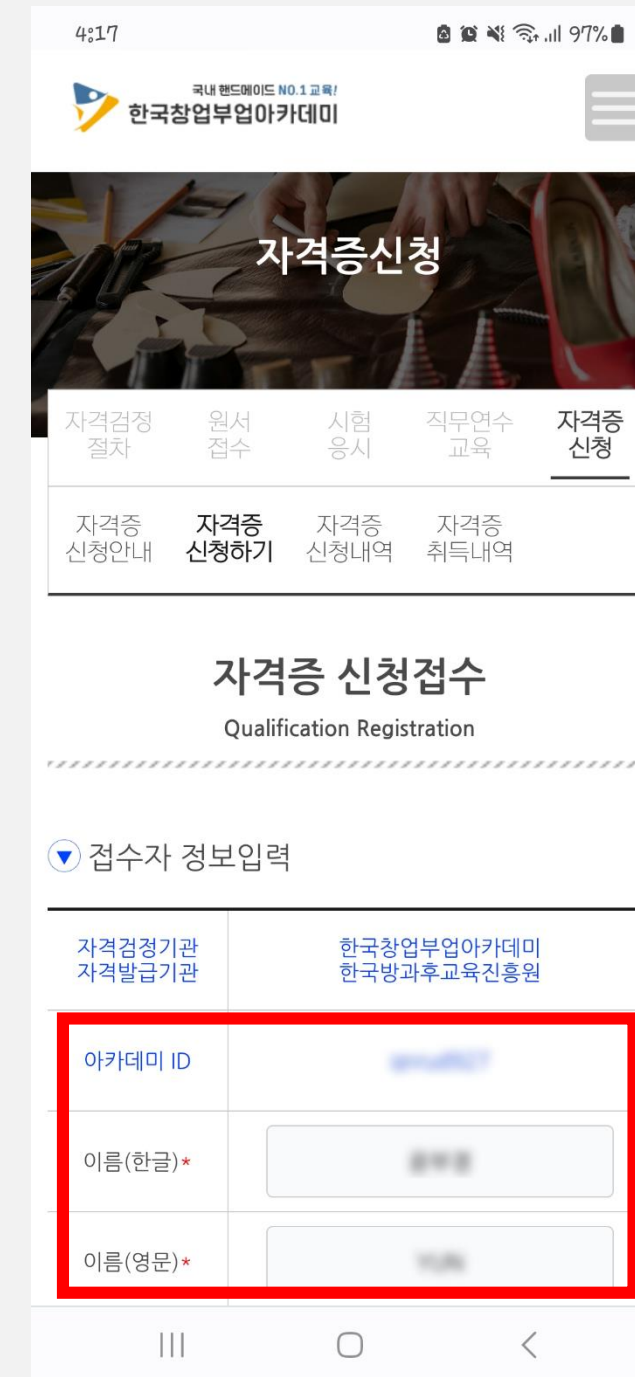 4:17
97%
국내 핸드메이드 NO.1 교육!
한국창업부업아카데미
자격증신청
자격검정 절차
원서 접수
시험 응시
직무연수 교육
자격증 신청
자격증 신청안내
자격증 신청하기
자격증 신청내역
자격증 취득내역
자격증 신청접수
Qualification Registration
접수자 정보입력
자격검정기관
자격발급기관
한국창업부업아카데미
한국방과후교육진흥원
아카데미 ID
이름(한글)*
이름(영문)*